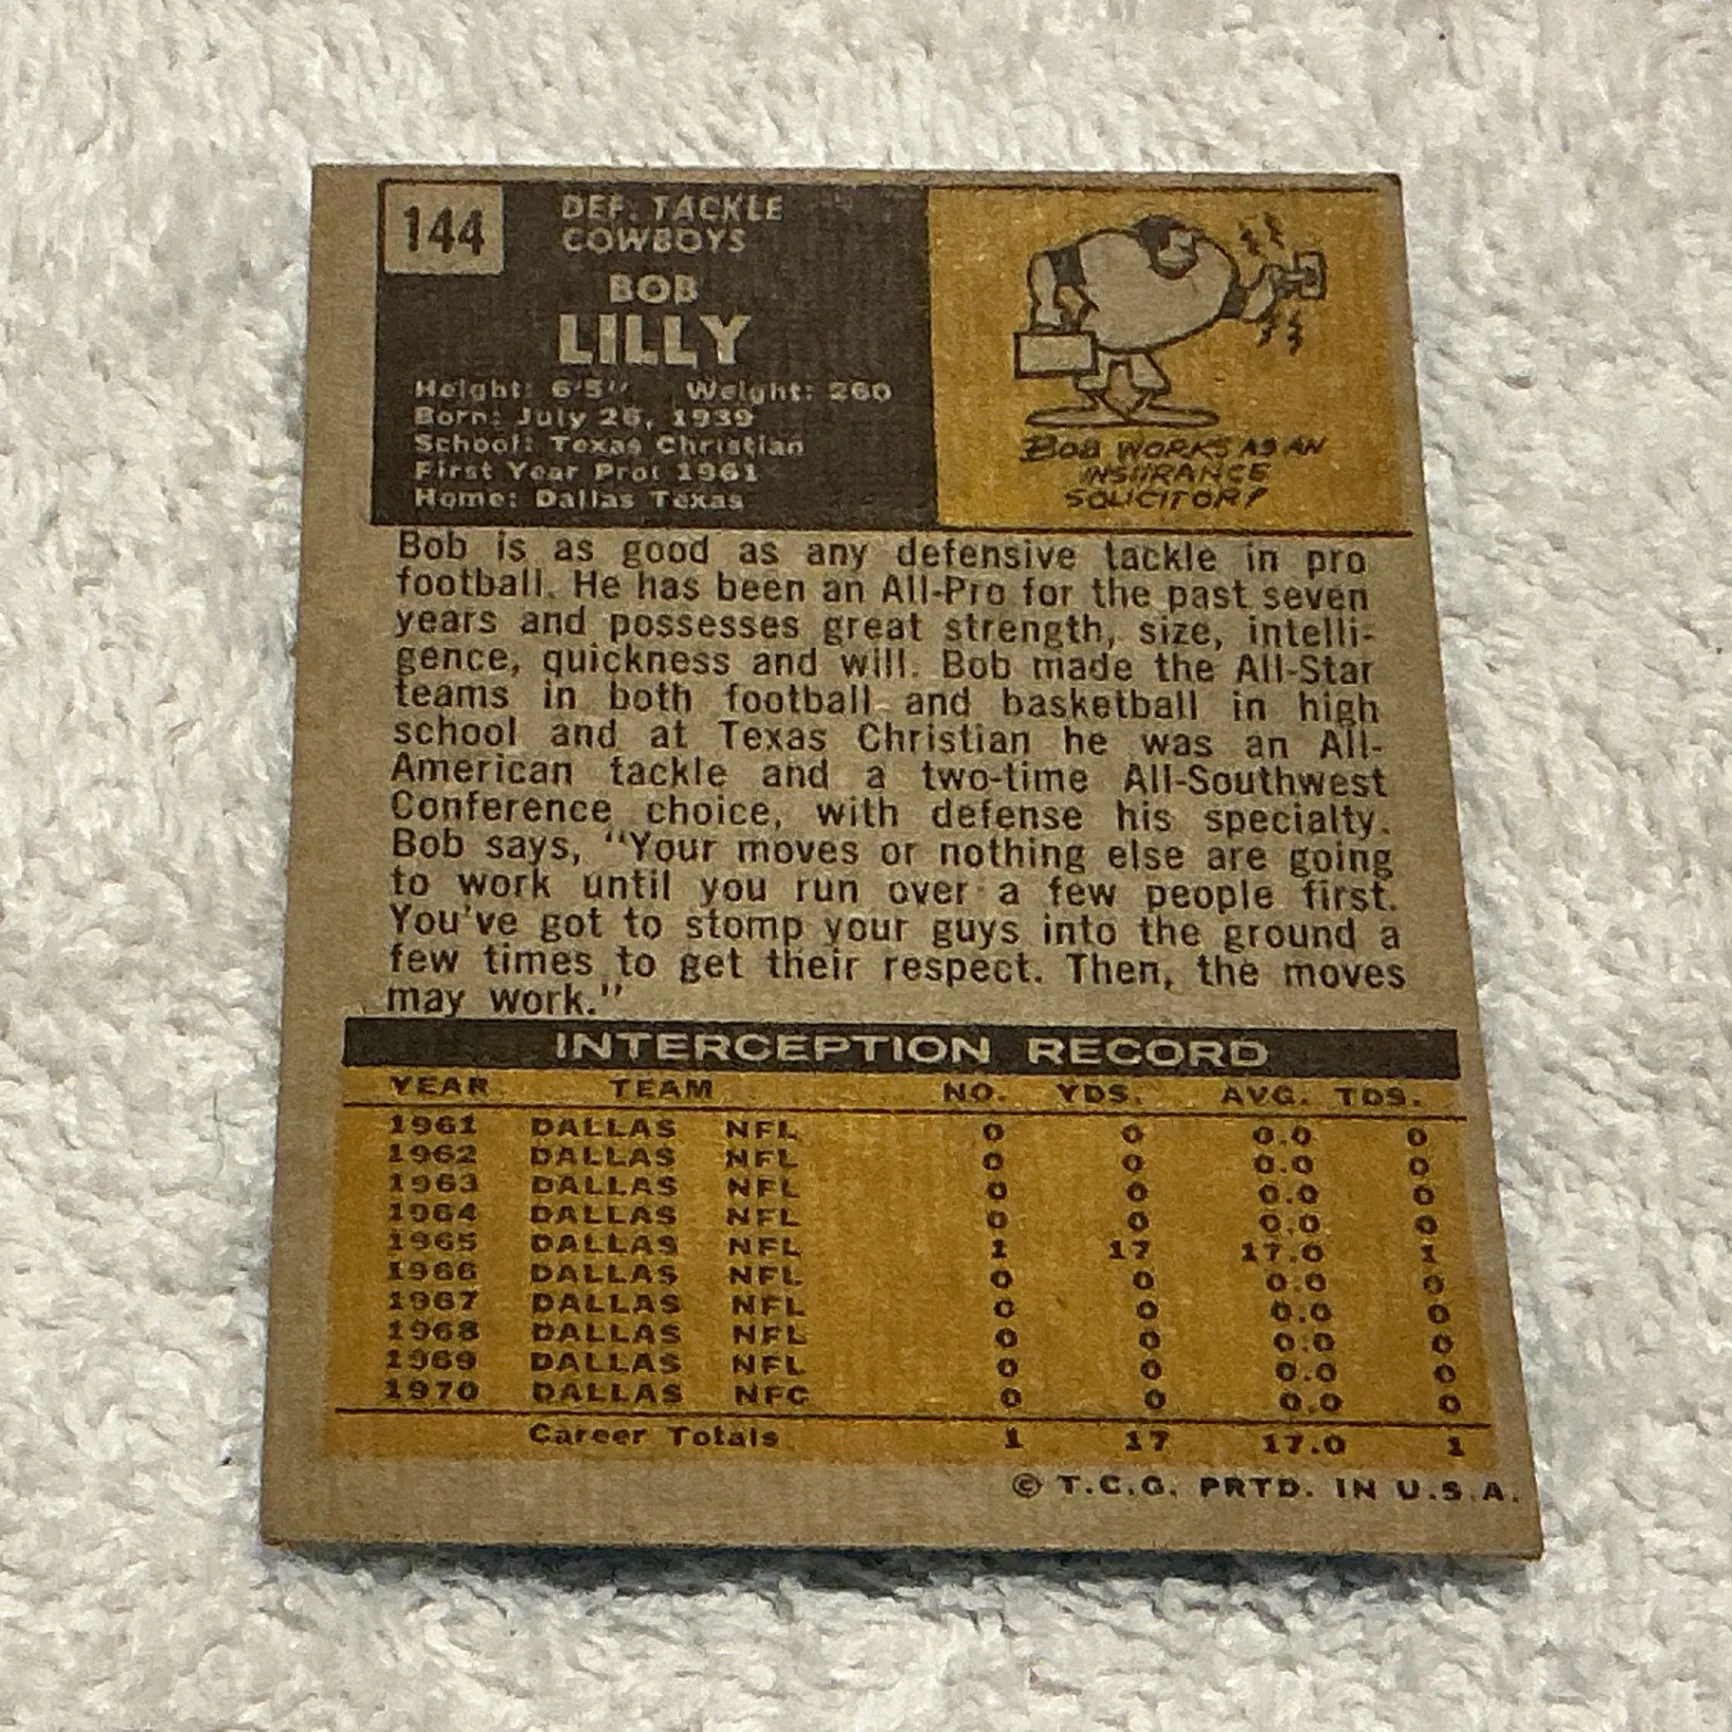 144
DEF. TACKLE
COWBOYS
BOB
LILLY
Height: 6'5" Weight: 260
Born: July 26, 1939
School: Texas Christian
First Year Pro: 1961
Home: Dallas Texas
BOB WORKS AS AN
INSURANCE
SOLICITOR!
Bob is as good as any defensive tackle in pro
football. He has been an All-Pro for the past seven
years and possesses great strength, size, intelli-
gence, quickness and will. Bob made the All-Star
teams in both football and basketball in high
school and at Texas Christian he was an All-
American tackle and a two-time All-Southwest
Conference choice, with defense his specialty.
Bob says, "Your moves or nothing else are going
to work until you run over a few people first.
You've got to stomp your guys into the ground a
few times to get their respect. Then, the moves
may work."
INTERCEPTION RECORD
YEAR TEAM NO. YDS. AVG. TDS.
1961 DALLAS NFL 0 0 0.0 0
1962 DALLAS NFL 0 0 0.0 0
1963 DALLAS NFL 0 0 0.0 0
1964 DALLAS NFL 0 0 0.0 0
1965 DALLAS NFL 1 17 17.0 1
1966 DALLAS NFL 0 0 0.0 0
1967 DALLAS NFL 0 0 0.0 0
1968 DALLAS NFL 0 0 0.0 0
1969 DALLAS NFL 0 0 0.0 0
1970 DALLAS NFC 0 0 0.0 0
Career Totals 1 17 17.0 1
© T.C.G. PRTD. IN U.S.A.